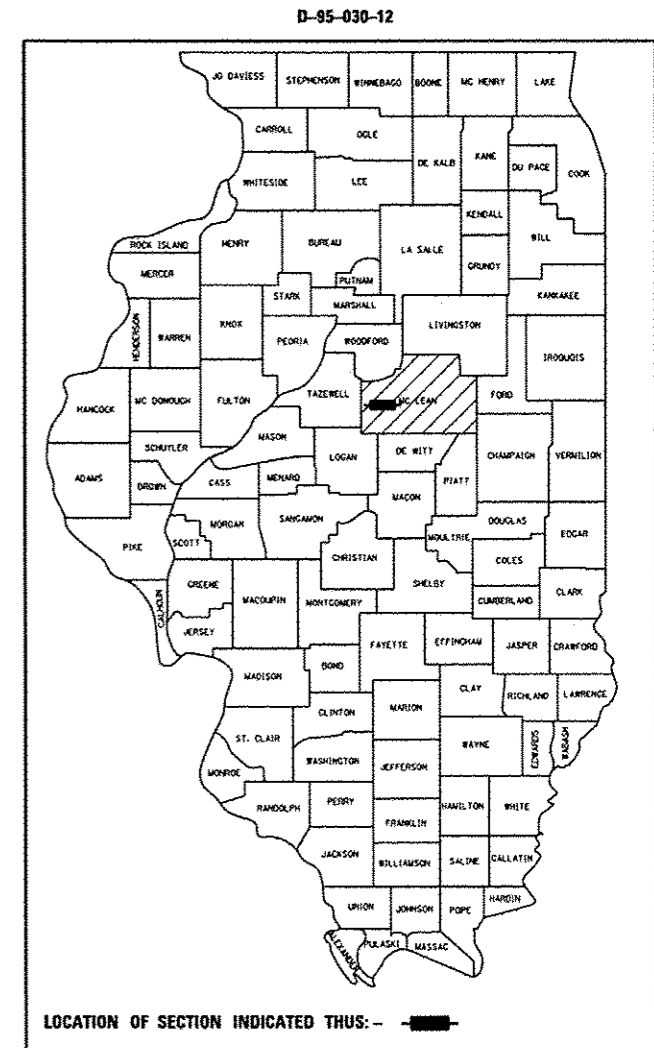 D-95-030-12
JO DAVIESS STEPHENSON WINNEBAGO BOONE MC HENRY LAKE
CARROLL OGLE DE KALB KANE DU PAGE COOK
WHITESIDE LEE
KENDALL WILL
ROCK ISLAND HENRY BUREAU LA SALLE GRUNDY
MERCER PUTNAM KANKAKEE
STARK MARSHALL LIVINGSTON
HENDERSON WARREN KNOX PEORIA WOODFORD IROQUOIS
HANCOCK MC DONOUGH FULTON TAZEWELL MC LEAN FORD
SCHUYLER MASON LOGAN DE WITT CHAMPAIGN VERMILION
ADAMS BROWN CASS MENARD MACON PIATT
MORGAN SANGAMON DOUGLAS EDGAR
PIKE SCOTT CHRISTIAN MOULTRIE COLES
GREENE SHELBY CLARK
CALHOUN MACOUPIN MONTGOMERY CUMBERLAND
JERSEY FAYETTE EFFINGHAM JASPER CRAWFORD
MADISON BOND CLAY RICHLAND LAWRENCE
CLINTON MARION
ST. CLAIR WAYNE EDWARDS WABASH
WASHINGTON JEFFERSON
MONROE
RANDOLPH PERRY HAMILTON WHITE
FRANKLIN
JACKSON WILLIAMSON SALINE GALLATIN
UNION JOHNSON POPE HARDIN
ALEXANDER PULASKI MASSAC
LOCATION OF SECTION INDICATED THUS: -